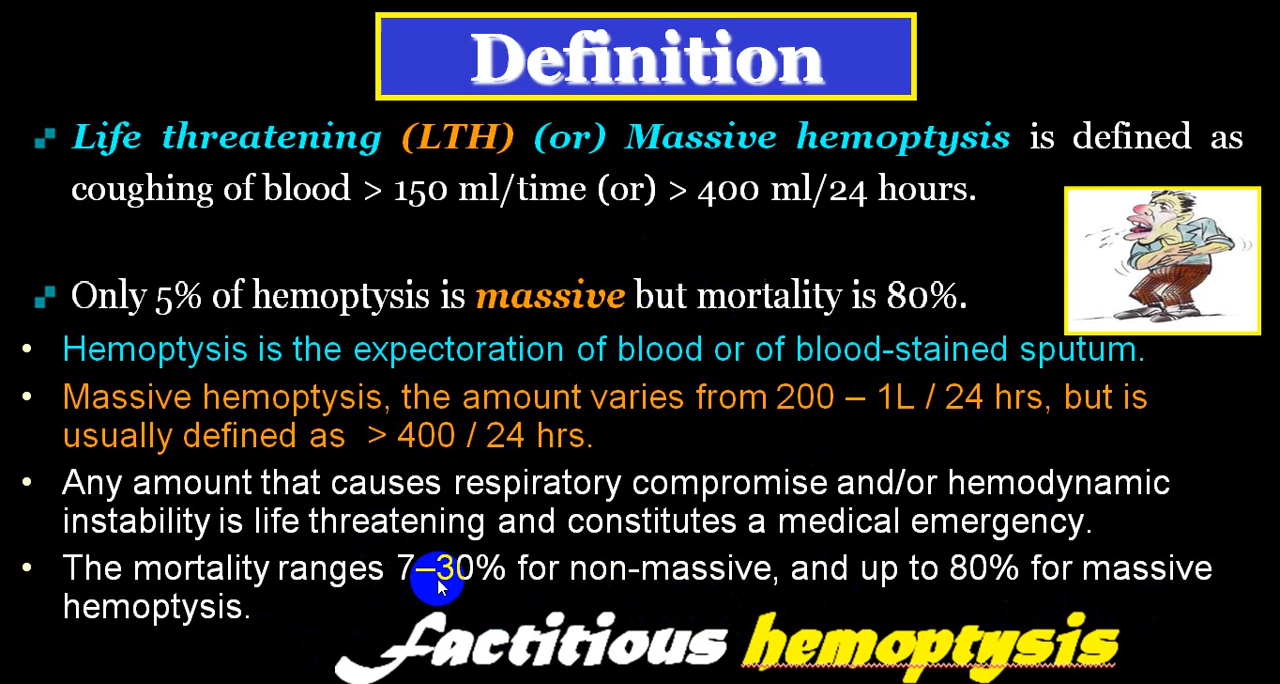 Definition
Life threatening (LTH) (or) Massive hemoptysis is defined as
coughing of blood > 150 ml/time (or) > 400 ml/24 hours.
Only 5% of hemoptysis is massive but mortality is 80%.
• Hemoptysis is the expectoration of blood or of blood-stained sputum.
• Massive hemoptysis, the amount varies from 200 – 1L / 24 hrs, but is
usually defined as > 400 / 24 hrs.
• Any amount that causes respiratory compromise and/or hemodynamic
instability is life threatening and constitutes a medical emergency.
• The mortality ranges 7–30% for non-massive, and up to 80% for massive
hemoptysis.
Factitious hemoptysis